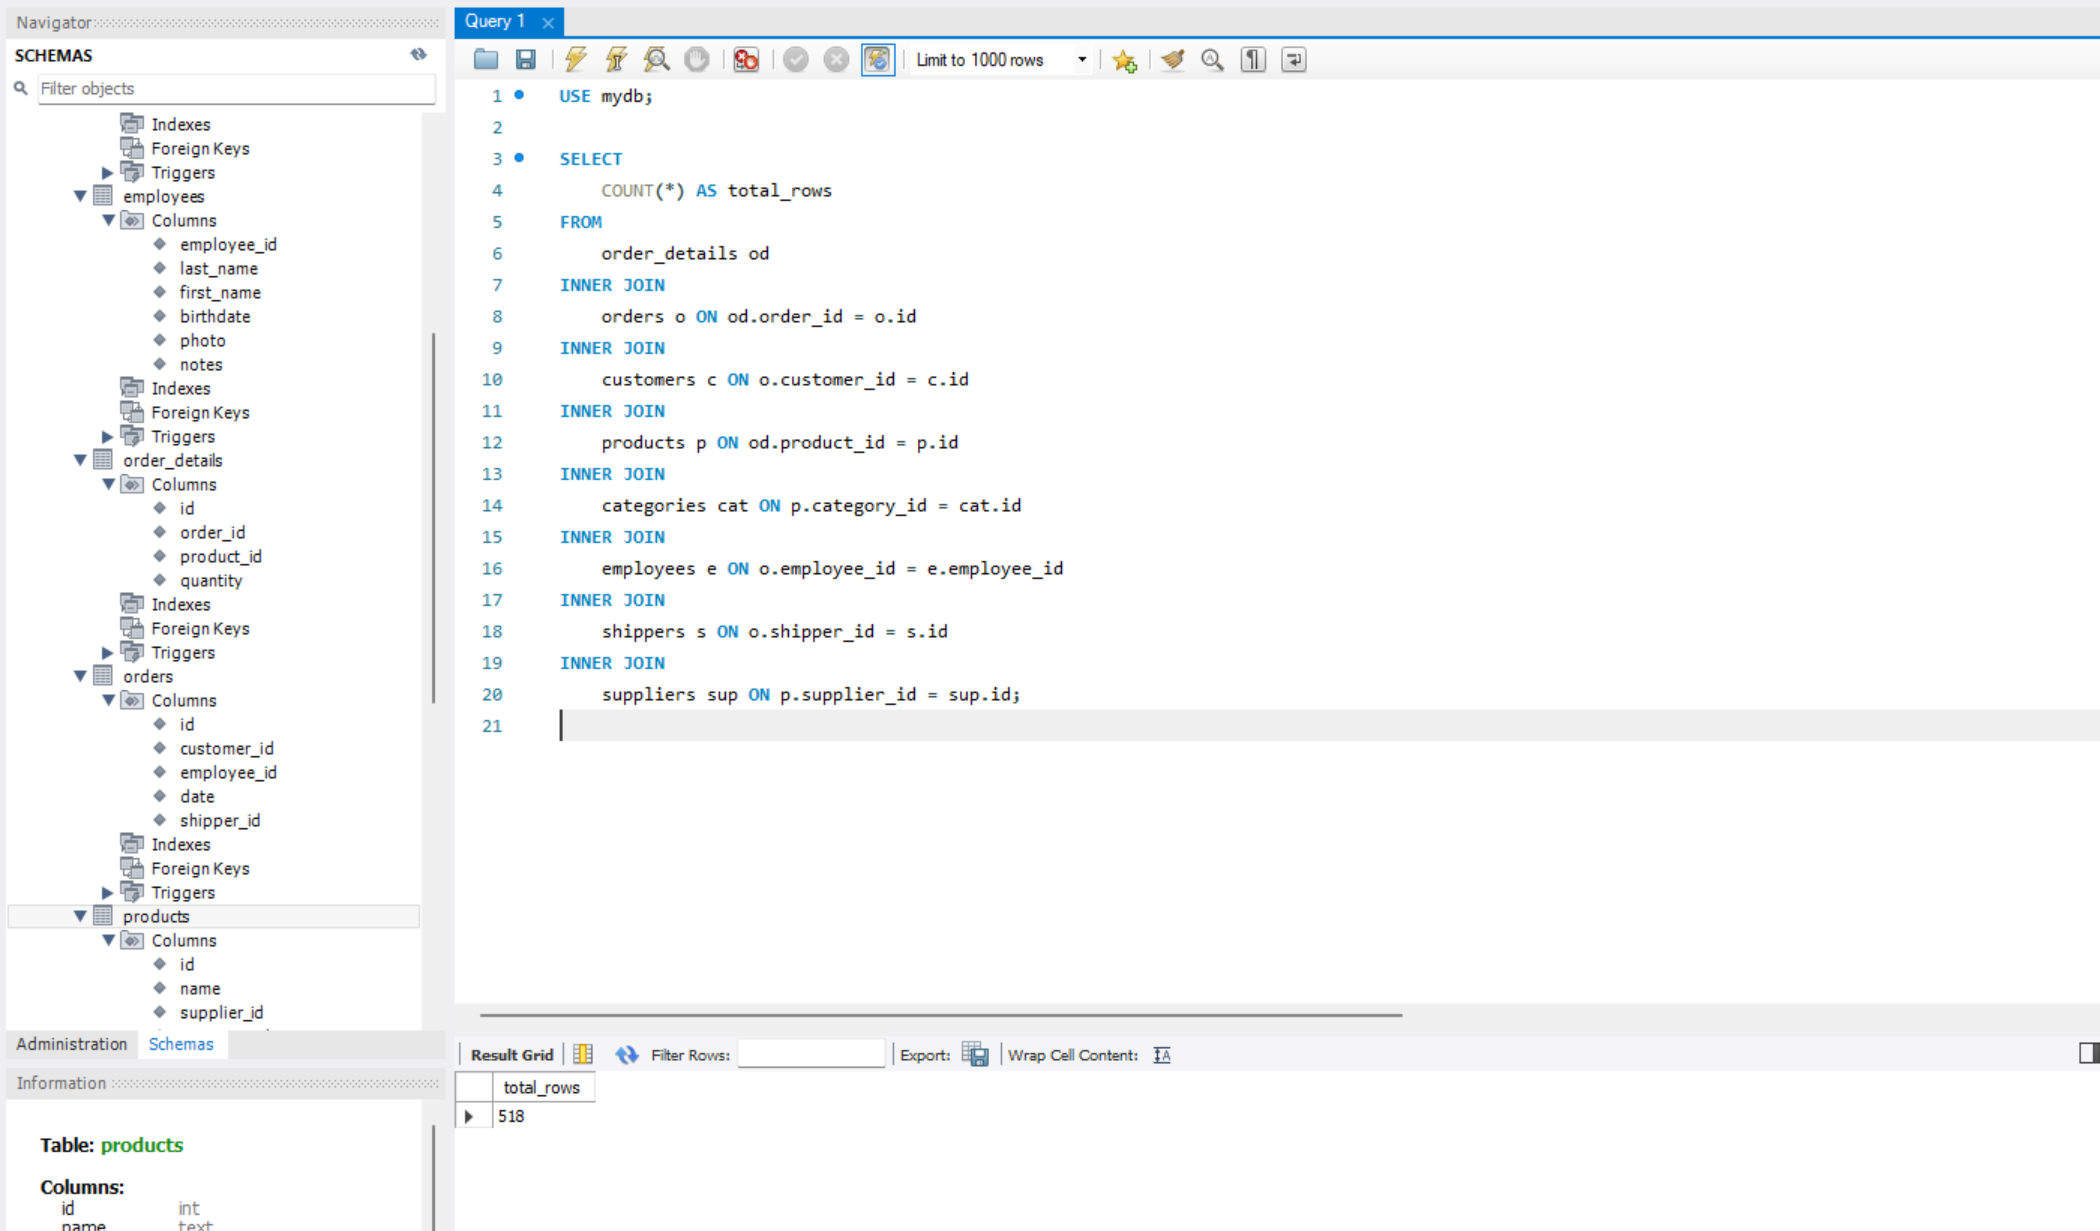 Navigator
SCHEMAS
Filter objects
Indexes
Foreign Keys
Triggers
employees
Columns
employee_id
last_name
first_name
birthdate
photo
notes
Indexes
Foreign Keys
Triggers
order_details
Columns
id
order_id
product_id
quantity
Indexes
Foreign Keys
Triggers
orders
Columns
id
customer_id
employee_id
date
shipper_id
Indexes
Foreign Keys
Triggers
products
Columns
id
name
supplier_id
Administration Schemas
Information
Table: products
Columns:
id int
name text
Query 1
Limit to 1000 rows
1 USE mydb;
2
3 SELECT
4 COUNT(*) AS total_rows
5 FROM
6 order_details od
7 INNER JOIN
8 orders o ON od.order_id = o.id
9 INNER JOIN
10 customers c ON o.customer_id = c.id
11 INNER JOIN
12 products p ON od.product_id = p.id
13 INNER JOIN
14 categories cat ON p.category_id = cat.id
15 INNER JOIN
16 employees e ON o.employee_id = e.employee_id
17 INNER JOIN
18 shippers s ON o.shipper_id = s.id
19 INNER JOIN
20 suppliers sup ON p.supplier_id = sup.id;
21
Result Grid Filter Rows: Export: Wrap Cell Content:
total_rows
518